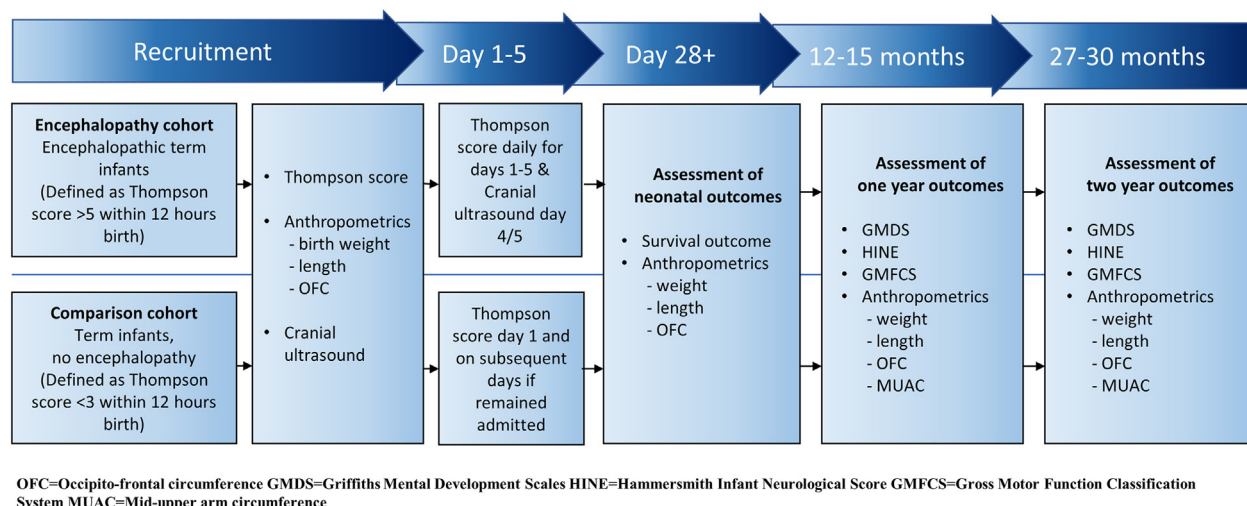 Recruitment
Day 1-5
Day 28+
12-15 months
27-30 months
Encephalopathy cohort
Encephalopathic term
infants
(Defined as Thompson
score >5 within 12 hours
birth)
Comparison cohort
Term infants,
no encephalopathy
(Defined as Thompson
score <3 within 12 hours
birth)
• Thompson score
• Anthropometrics
- birth weight
- length
- OFC
• Cranial
ultrasound
Thompson
score daily for
days 1-5 &
Cranial
ultrasound day
4/5
Thompson
score day 1 and
on subsequent
days if
remained
admitted
Assessment of
neonatal outcomes
• Survival outcome
• Anthropometrics
- weight
- length
- OFC
Assessment of
one year outcomes
• GMDS
• HINE
• GMFCS
• Anthropometrics
- weight
- length
- OFC
- MUAC
Assessment of
two year outcomes
• GMDS
• HINE
• GMFCS
• Anthropometrics
- weight
- length
- OFC
- MUAC
OFC=Occipito-frontal circumference GMDS=Griffiths Mental Development Scales HINE=Hammersmith Infant Neurological Score GMFCS=Gross Motor Function Classification
System MUAC=Mid-upper arm circumference